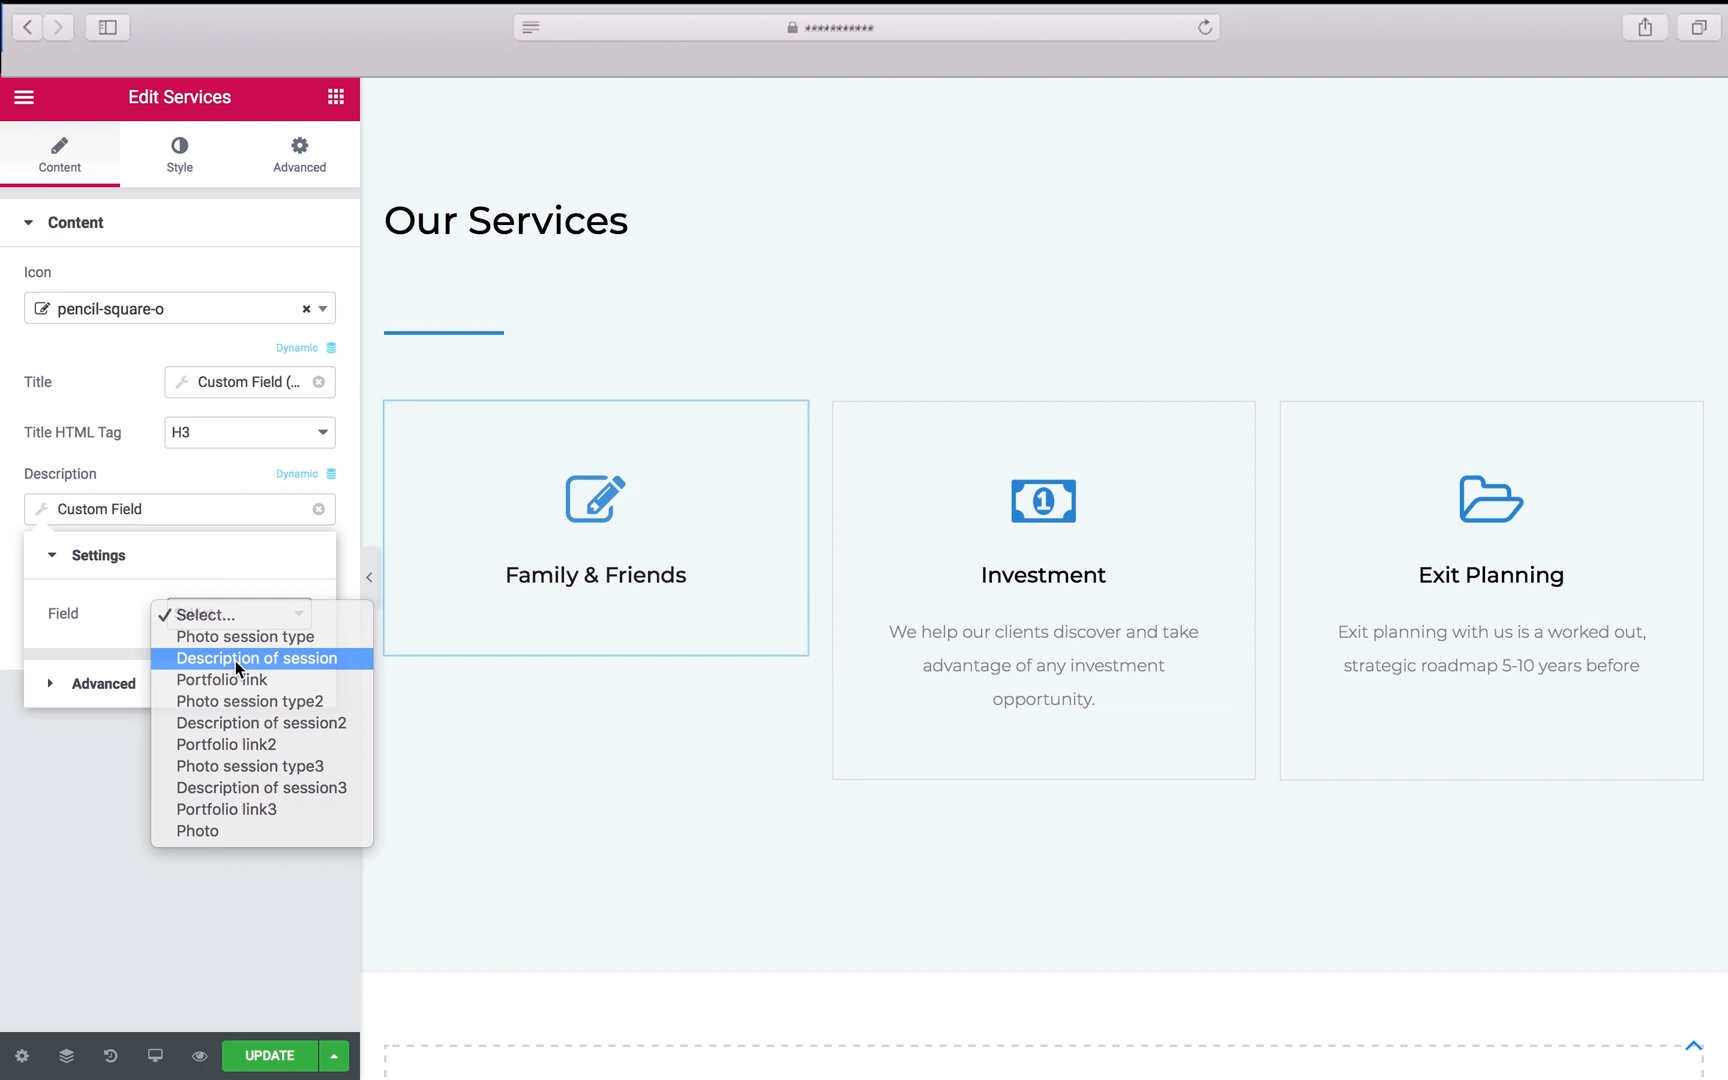 ***********
Edit Services
Content
Style
Advanced
Content
Icon
pencil-square-o
Dynamic
Title
Custom Field (...
Title HTML Tag
H3
Description
Dynamic
Custom Field
Settings
Field
Select...
Photo session type
Description of session
Portfolio link
Photo session type2
Description of session2
Portfolio link2
Photo session type3
Description of session3
Portfolio link3
Photo
Advanced
UPDATE
Our Services
Family & Friends
1
Investment
We help our clients discover and take
advantage of any investment
opportunity.
Exit Planning
Exit planning with us is a worked out,
strategic roadmap 5-10 years before